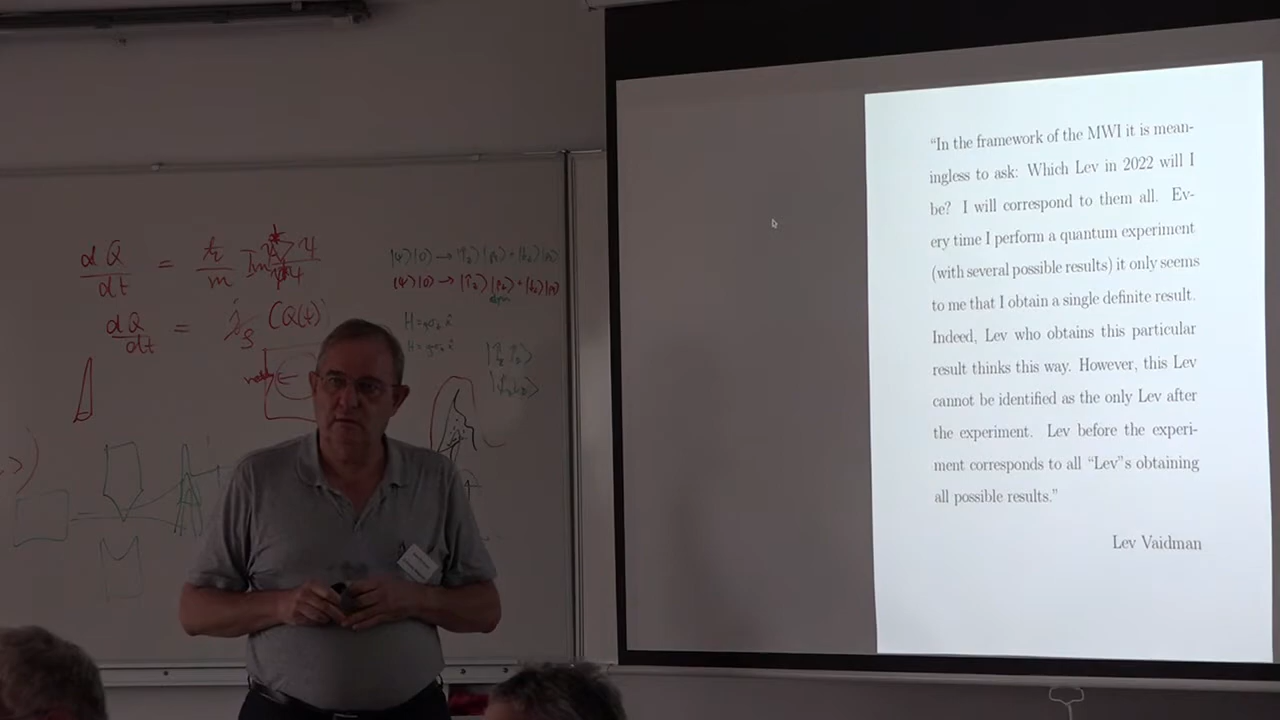 “In the framework of the MWI it is mean-
ingless to ask: Which Lev in 2022 will I
be? I will correspond to them all. Ev-
ery time I perform a quantum experiment
(with several possible results) it only seems
to me that I obtain a single definite result.
Indeed, Lev who obtains this particular
result thinks this way. However, this Lev
cannot be identified as the only Lev after
the experiment. Lev before the experi-
ment corresponds to all “Lev”s obtaining
all possible results.”
Lev Vaidman
dQ/dt = ħ/m Im
dQ/dt = j/ρ (Q(t))